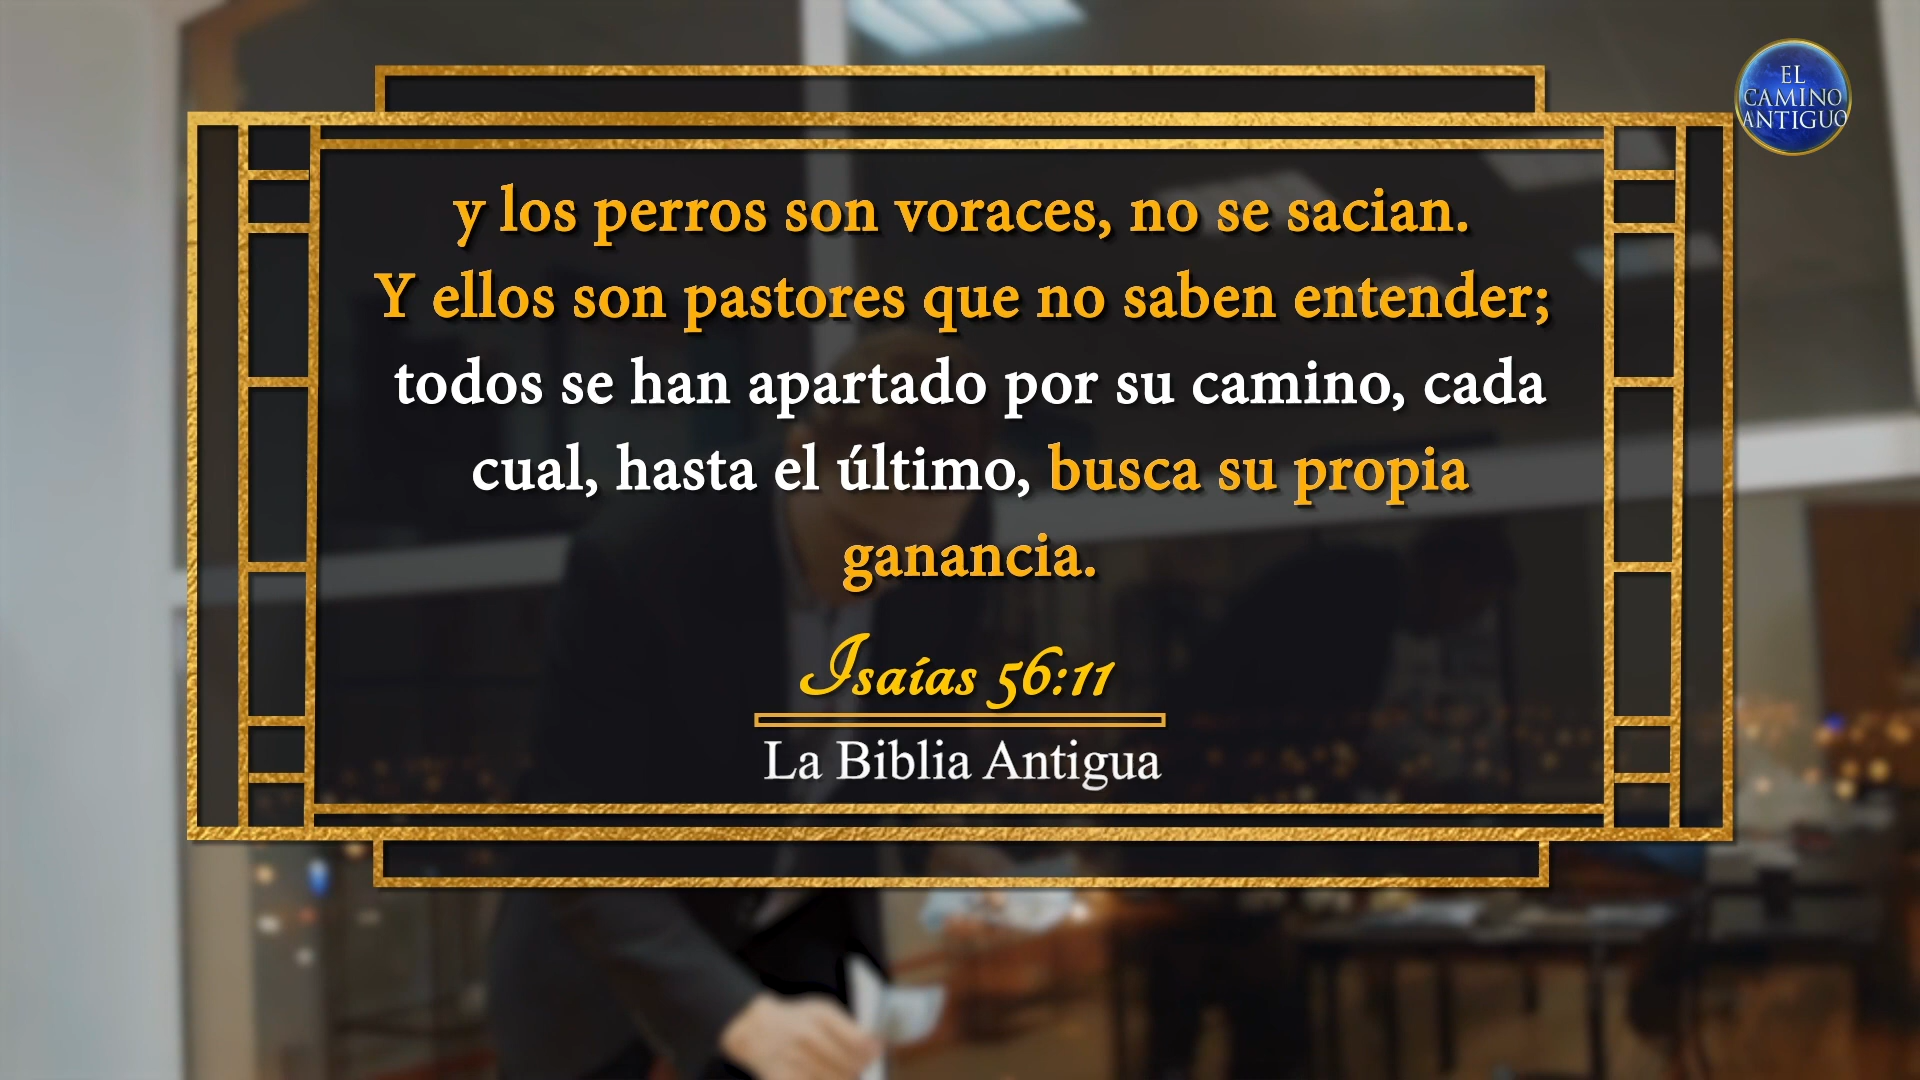 EL
CAMINO
ANTIGUO
y los perros son voraces, no se sacian.
Y ellos son pastores que no saben entender;
todos se han apartado por su camino, cada
cual, hasta el último, busca su propia
ganancia.
Isaías 56:11
La Biblia Antigua